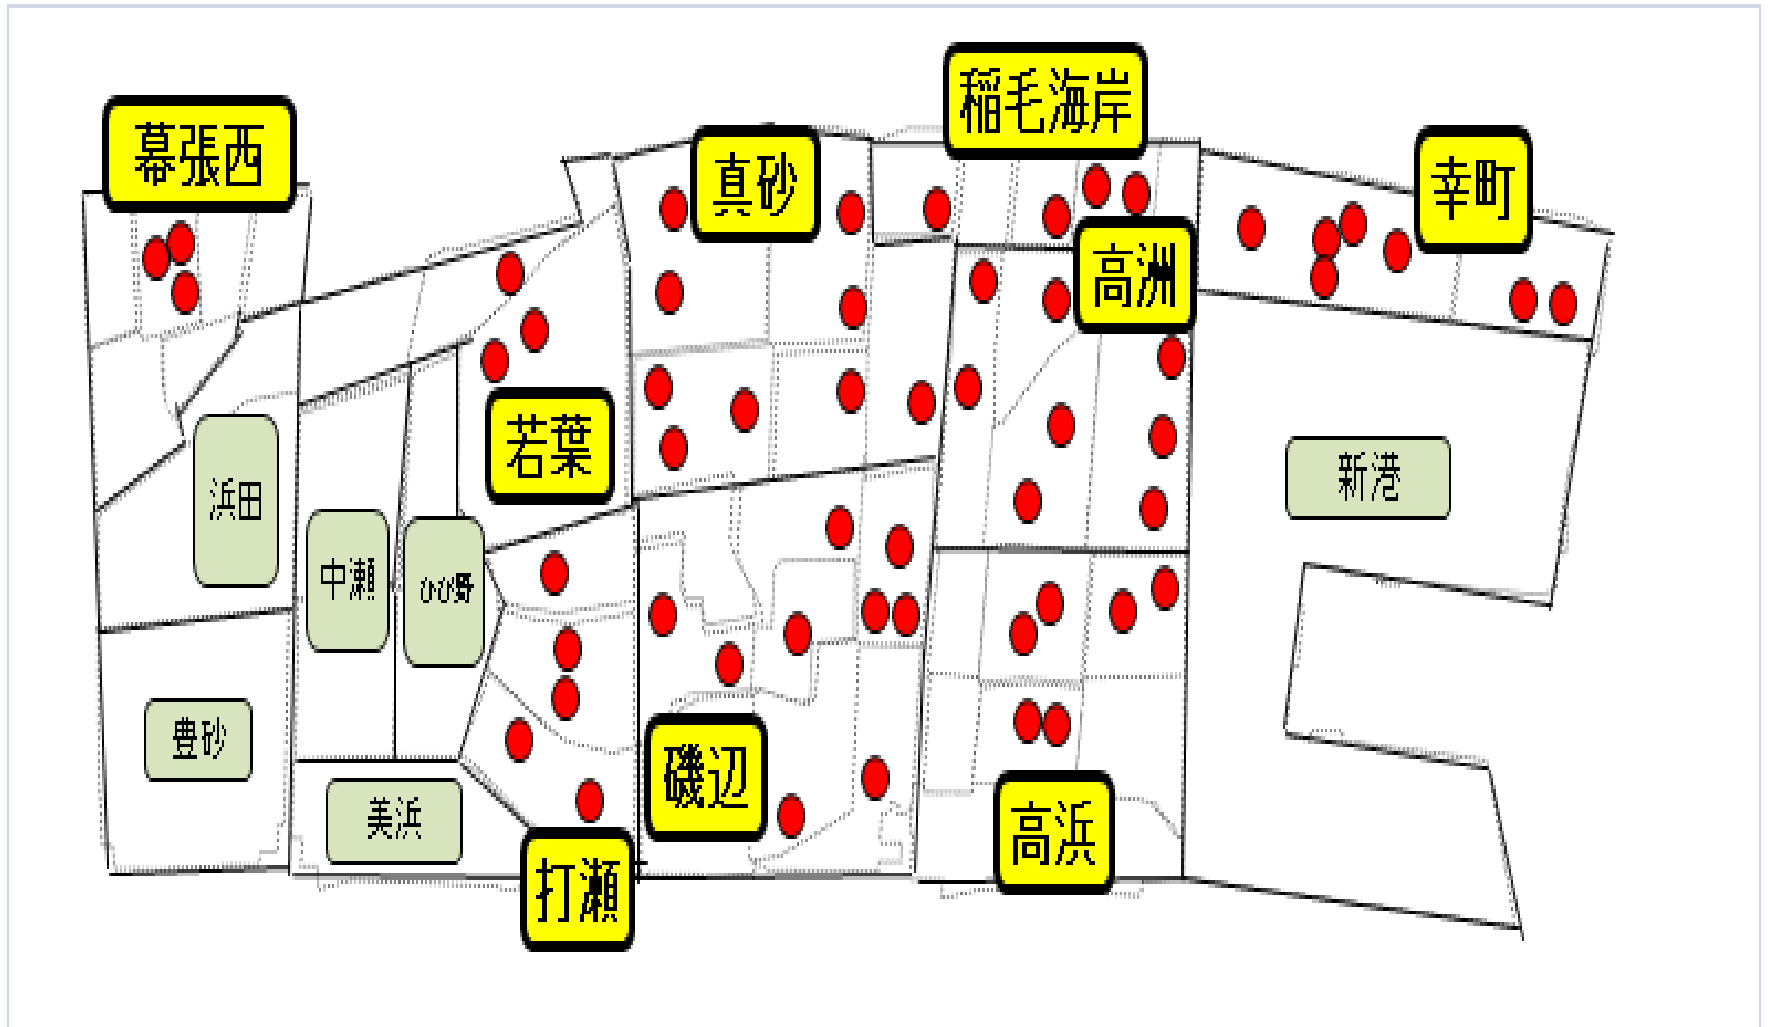 稲毛海岸
幕張西
真砂
幸町
高洲
若葉
新港
浜田
中瀬
ひび野
豊砂
磯辺
美浜
高浜
打瀬